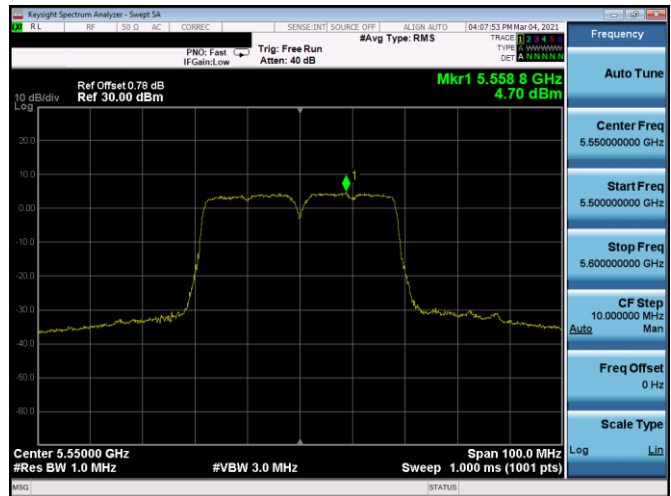 Keysight Spectrum Analyzer - Swept SA
RL RF 50 Ω AC CORREC SENSE:INT SOURCE OFF ALIGN AUTO 04:07:53 PM Mar 04, 2021
#Avg Type: RMS
TRACE 1 2 3 4 5 6
PNO: Fast Trig: Free Run TYPE A WWWWW
IFGain:Low Atten: 40 dB DET A N N N N N
Mkr1 5.558 8 GHz
4.70 dBm
Ref Offset 0.78 dB
10 dB/div Ref 30.00 dBm
Log
20.0
10.0
0.00
-10.0
-20.0
-30.0
-40.0
-50.0
-60.0
1
Center 5.55000 GHz Span 100.0 MHz
#Res BW 1.0 MHz #VBW 3.0 MHz Sweep 1.000 ms (1001 pts)
MSG STATUS
Frequency
Auto Tune
Center Freq
5.550000000 GHz
Start Freq
5.500000000 GHz
Stop Freq
5.600000000 GHz
CF Step
10.000000 MHz
Auto Man
Freq Offset
0 Hz
Scale Type
Log Lin